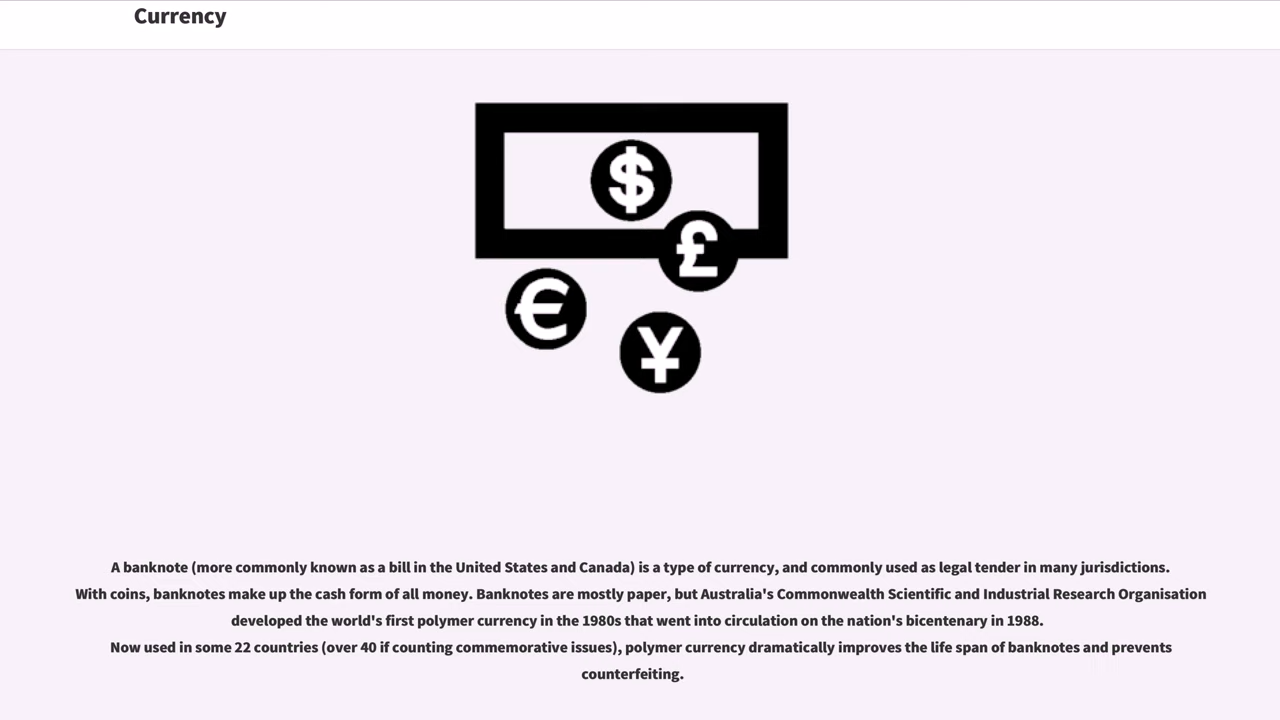 Currency
$
£
€
¥
A banknote (more commonly known as a bill in the United States and Canada) is a type of currency, and commonly used as legal tender in many jurisdictions.
With coins, banknotes make up the cash form of all money. Banknotes are mostly paper, but Australia's Commonwealth Scientific and Industrial Research Organisation
developed the world's first polymer currency in the 1980s that went into circulation on the nation's bicentenary in 1988.
Now used in some 22 countries (over 40 if counting commemorative issues), polymer currency dramatically improves the life span of banknotes and prevents
counterfeiting.